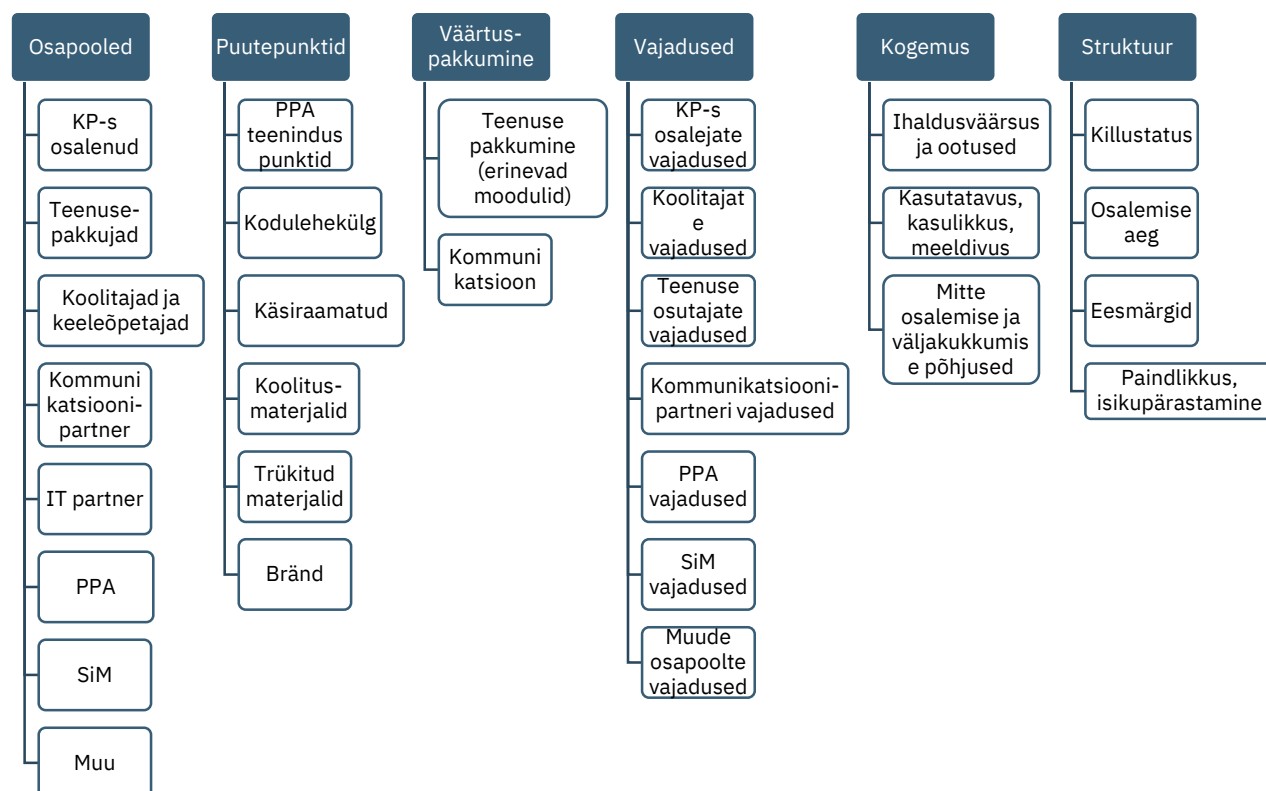 Osapooled
KP-s
osalenud
Teenuse-
pakkujad
Koolitajad ja
keeleõpetajad
Kommuni
katsiooni-
partner
IT partner
PPA
SiM
Muu
Puutepunktid
PPA
teenindus
punktid
Kodulehekülg
Käsiraamatud
Koolitus-
materjalid
Trükitud
materjalid
Bränd
Väärtus-
pakkumine
Teenuse
pakkumine
(erinevad
moodulid)
Kommuni
katsioon
Vajadused
KP-s
osalejate
vajadused
Koolitajat
e
vajadused
Teenuse
osutajate
vajadused
Kommunikatsiooni-
partneri vajadused
PPA
vajadused
SiM
vajadused
Muude
osapoolte
vajadused
Kogemus
Ihaldusväärsus
ja ootused
Kasutatavus,
kasulikkus,
meeldivus
Mitte
osalemise ja
väljakukkumis
e põhjused
Struktuur
Killustatus
Osalemise
aeg
Eesmärgid
Paindlikkus,
isikupärastamine